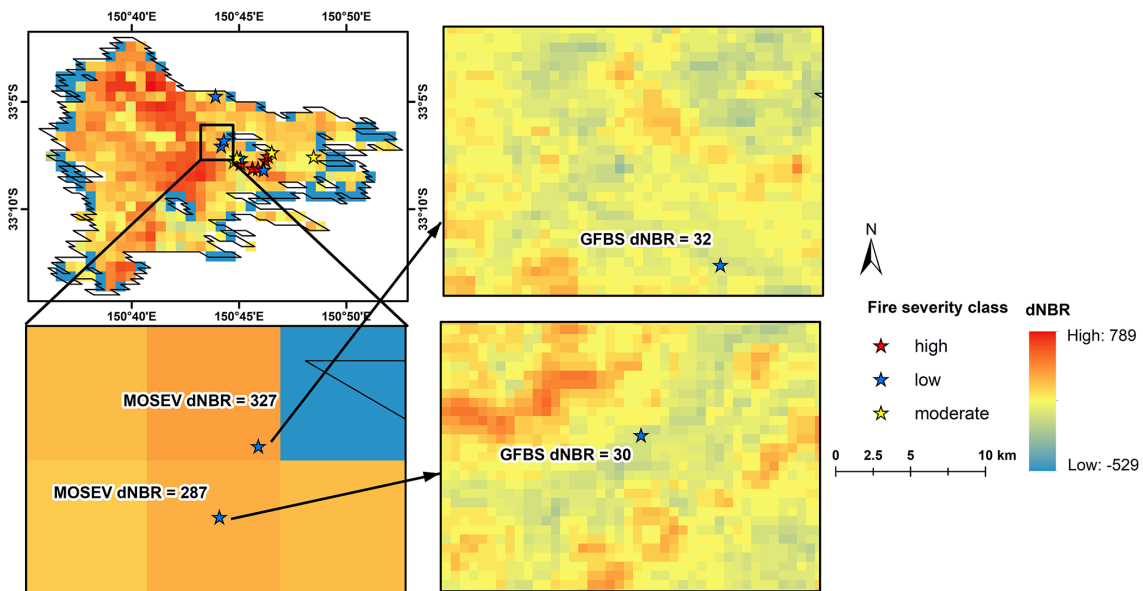 150°40'E 150°45'E 150°50'E
33°5'S 33°5'S
33°10'S 33°10'S
150°40'E 150°45'E 150°50'E
GFBS dNBR = 32
MOSEV dNBR = 327
MOSEV dNBR = 287
GFBS dNBR = 30
N
Fire severity class
high
low
moderate
0 2.5 5 10 km
dNBR
High: 789
Low: -529